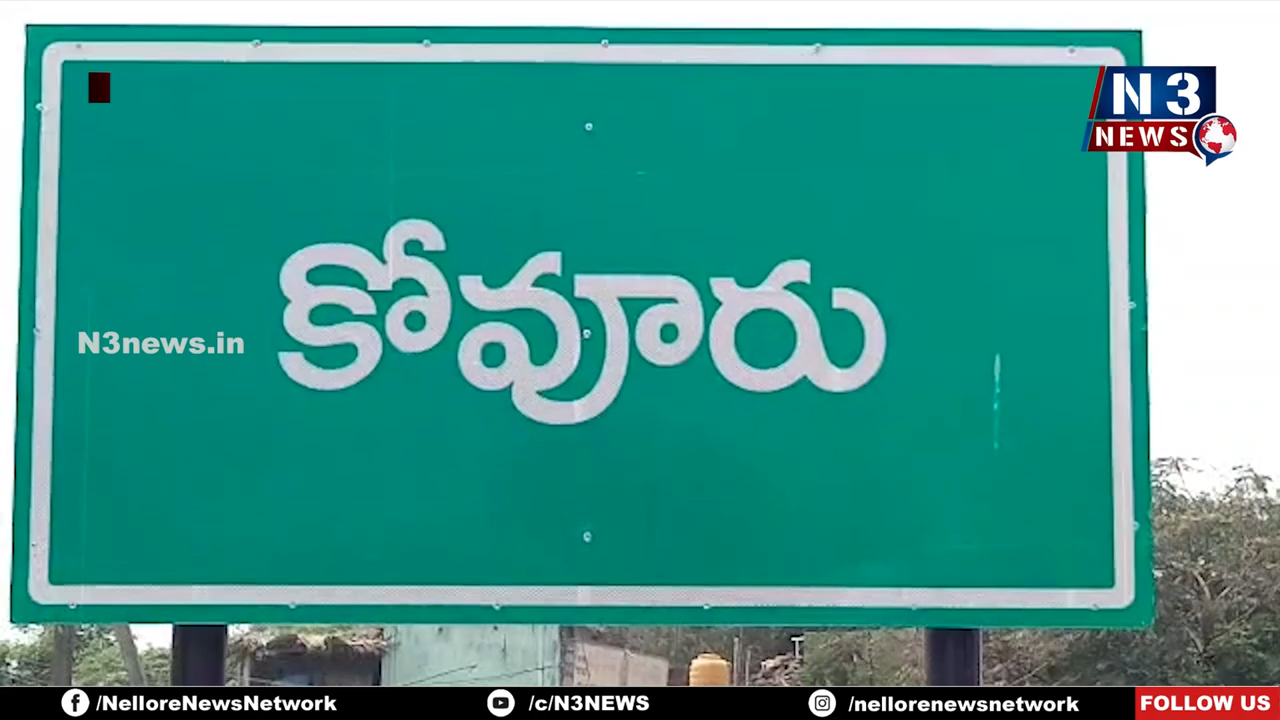 N3
NEWS
కోవూరు
N3news.in
/NelloreNewsNetwork
/c/N3NEWS
/nellorenewsnetwork
FOLLOW US